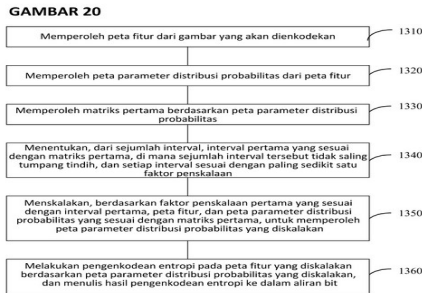 GAMBAR 20
Memperoleh peta fitur dari gambar yang akan dienkodekan
1310
Memperoleh peta parameter distribusi probabilitas dari peta fitur
1320
Memperoleh matriks pertama berdasarkan peta parameter distribusi
probabilitas
1330
Menentukan, dari sejumlah interval, interval pertama yang sesuai
dengan matriks pertama, di mana sejumlah interval tersebut tidak saling
tumpang tindih, dan setiap interval sesuai dengan paling sedikit satu
faktor penskalaan
1340
Menskalakan, berdasarkan faktor penskalaan pertama yang sesuai
dengan interval pertama, peta fitur, dan peta parameter distribusi
probabilitas yang sesuai dengan matriks pertama, untuk memperoleh
peta parameter distribusi probabilitas yang diskalakan
1350
Melakukan pengkodean entropi pada peta fitur yang diskalakan
berdasarkan peta parameter distribusi probabilitas yang diskalakan,
dan menulis hasil pengkodean entropi ke dalam aliran bit
1360